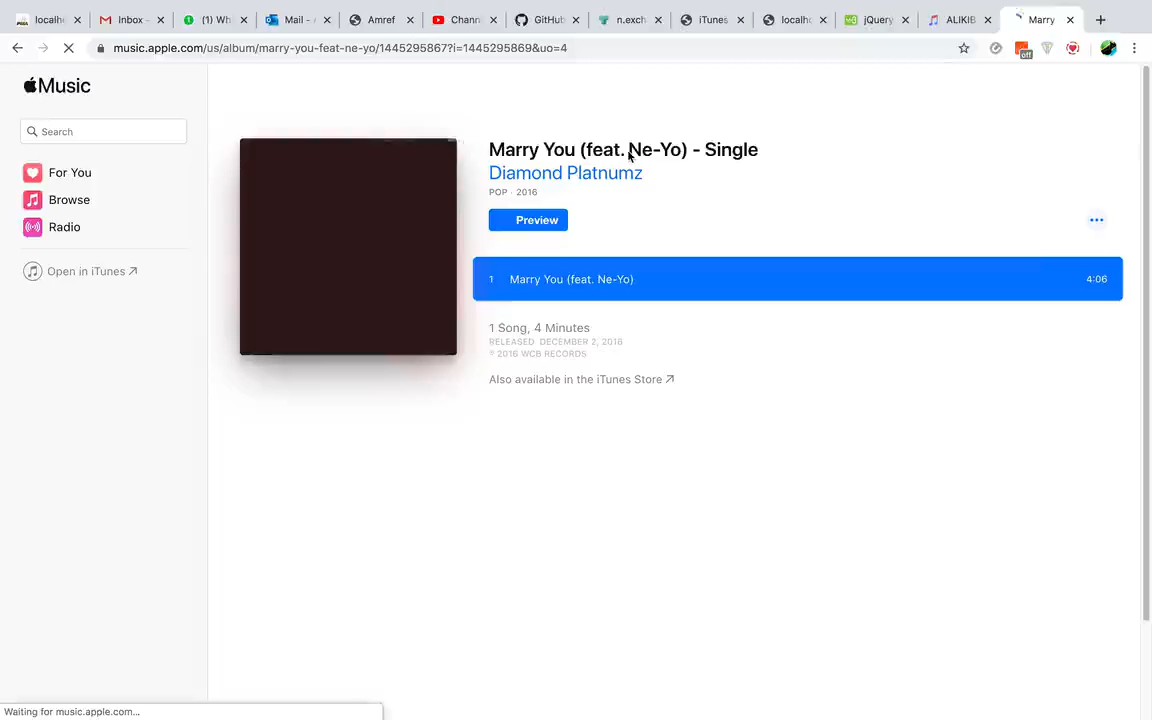 localhe
Inbox -
(1) Wh
Mail -
Amref
Chann
GitHub
n.exch
iTunes
localho
jQuery
ALIKIB
Marry
music.apple.com/us/album/marry-you-feat-ne-yo/1445295867?i=1445295869&uo=4
off
Music
Search
For You
Browse
Radio
Open in iTunes
Marry You (feat. Ne-Yo) - Single
Diamond Platnumz
POP · 2016
Preview
1 Marry You (feat. Ne-Yo) 4:06
1 Song, 4 Minutes
RELEASED DECEMBER 2, 2016
℗ 2016 WCB RECORDS
Also available in the iTunes Store
Waiting for music.apple.com...